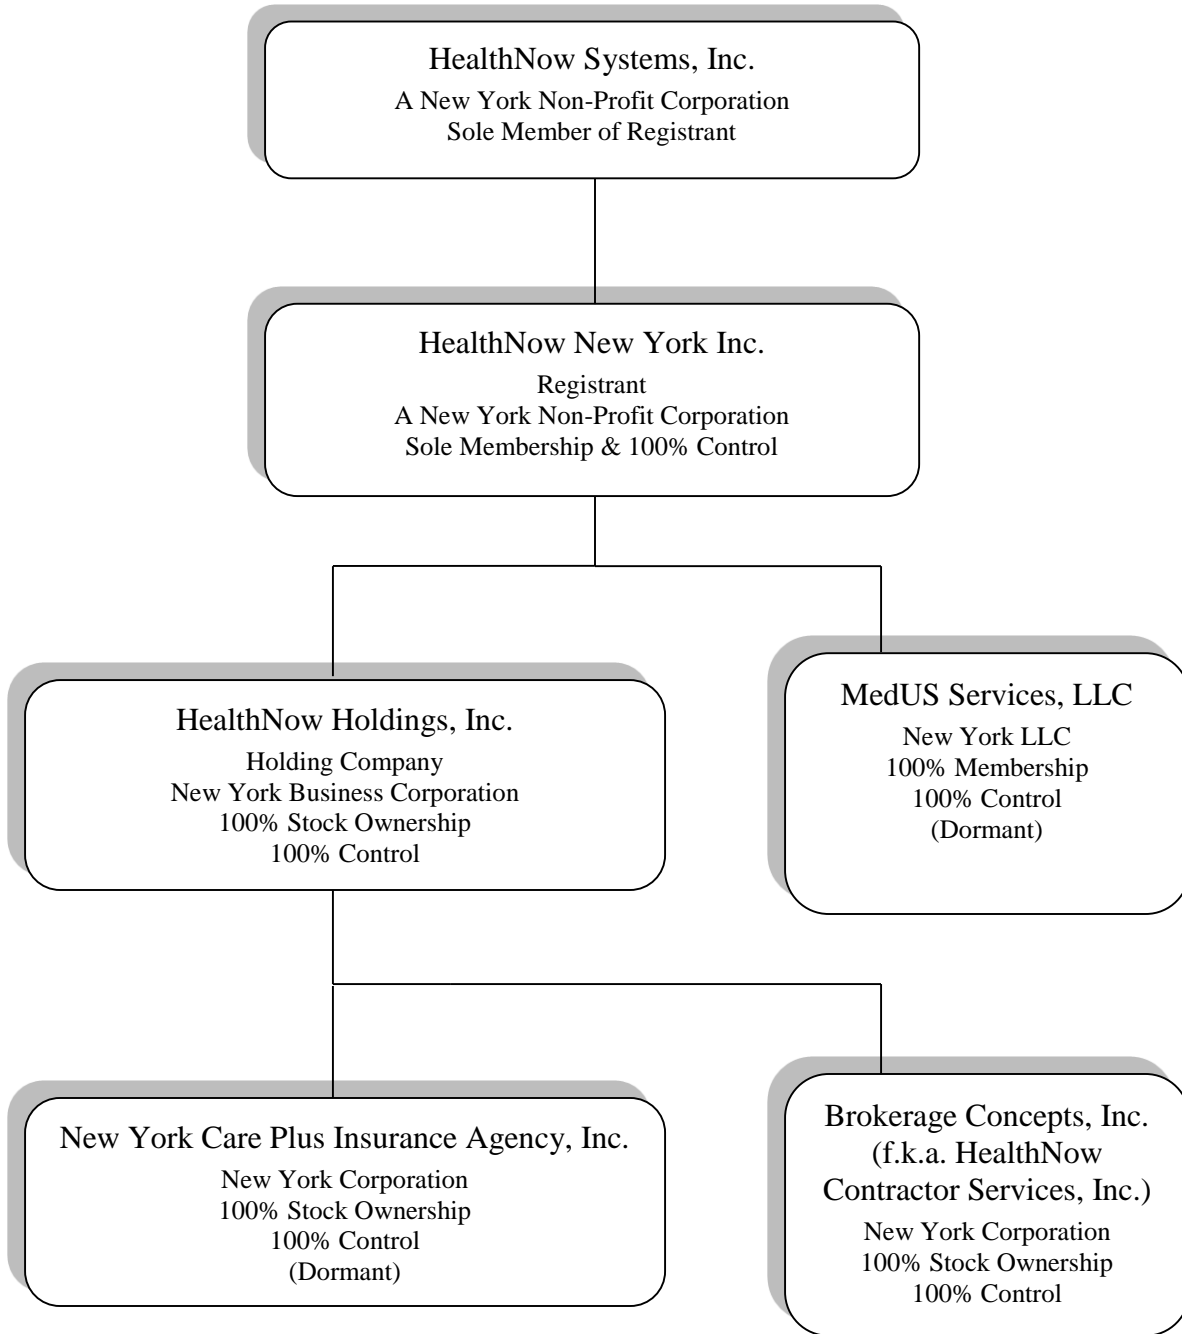 HealthNow Systems, Inc.
A New York Non-Profit Corporation
Sole Member of Registrant
HealthNow New York Inc.
Registrant
A New York Non-Profit Corporation
Sole Membership & 100% Control
HealthNow Holdings, Inc.
Holding Company
New York Business Corporation
100% Stock Ownership
100% Control
MedUS Services, LLC
New York LLC
100% Membership
100% Control
(Dormant)
New York Care Plus Insurance Agency, Inc.
New York Corporation
100% Stock Ownership
100% Control
(Dormant)
Brokerage Concepts, Inc.
(f.k.a. HealthNow
Contractor Services, Inc.)
New York Corporation
100% Stock Ownership
100% Control